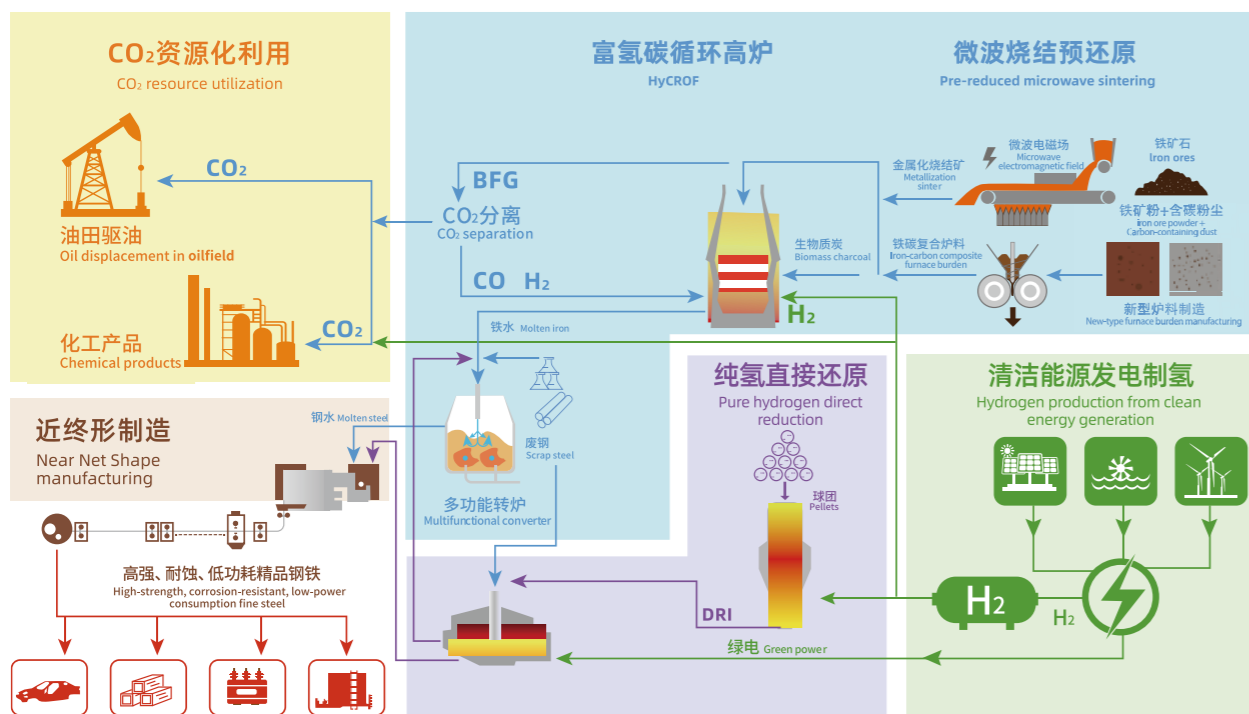 CO₂资源化利用
CO₂ resource utilization
CO₂
油田驱油
Oil displacement in oilfield
CO₂
化工产品
Chemical products
富氢碳循环高炉
HyCROF
BFG
CO₂分离
CO₂ separation
CO H₂
H₂
生物质炭
Biomass charcoal
微波烧结预还原
Pre-reduced microwave sintering
金属化烧结矿
Metallization
sinter
微波电磁场
Microwave
electromagnetic field
铁矿石
Iron ores
铁矿粉+含碳粉尘
iron ore powder +
Carbon-containing dust
铁碳复合炉料
Iron-carbon composite
furnace burden
新型炉料制造
New-type furnace burden manufacturing
铁水 Molten iron
钢水 Molten steel
废钢
Scrap steel
多功能转炉
Multifunctional converter
近终形制造
Near Net Shape
manufacturing
高强、耐蚀、低功耗精品钢铁
High-strength, corrosion-resistant, low-power
consumption fine steel
纯氢直接还原
Pure hydrogen direct
reduction
球团
Pellets
DRI
绿电 Green power
清洁能源发电制氢
Hydrogen production from clean
energy generation
H₂
H₂